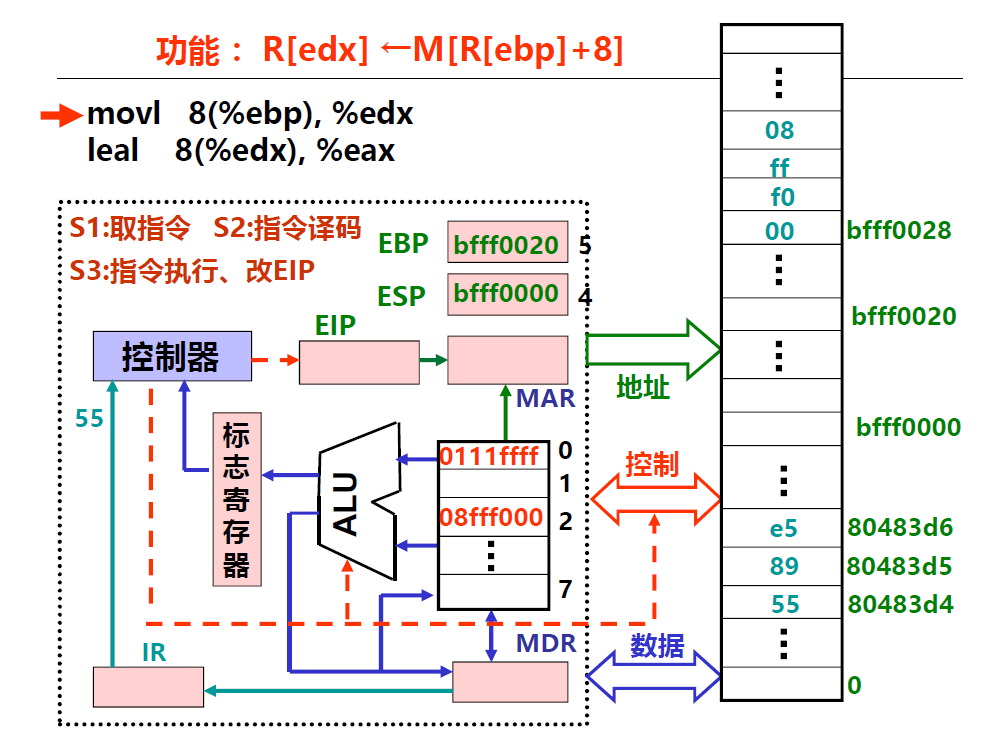 功能： R[edx] ←M[R[ebp]+8]
movl 8(%ebp), %edx
leal 8(%edx), %eax
S1:取指令 S2:指令译码
S3:指令执行、改EIP
EBP bfff0020 5
ESP bfff0000 4
EIP
控制器
MAR
55
标志寄存器
ALU
0111ffff 0
1
08fff000 2
7
MDR
IR
地址
控制
数据
08
ff
f0
00 bfff0028
bfff0020
bfff0000
e5 80483d6
89 80483d5
55 80483d4
0